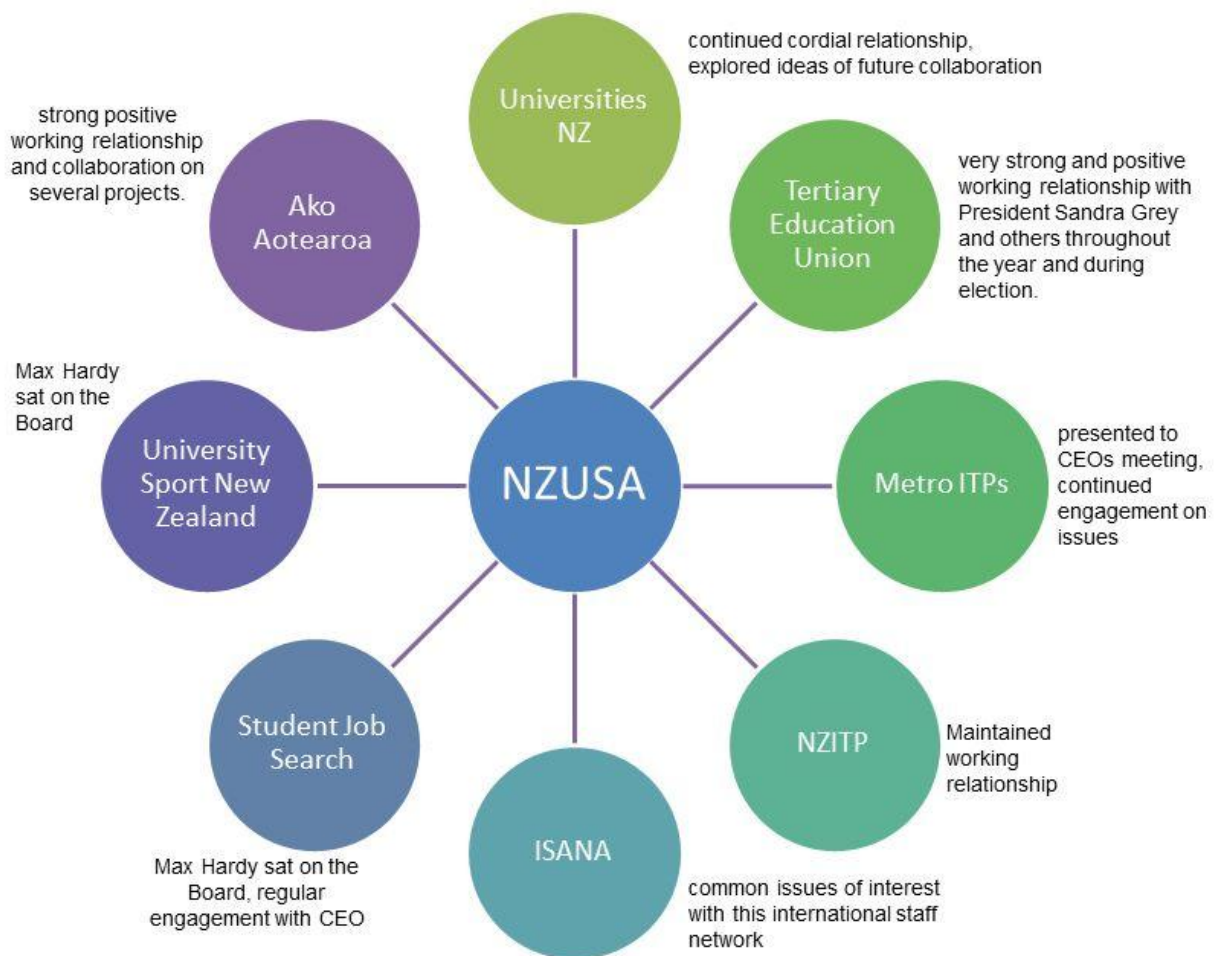 continued cordial relationship,
explored ideas of future collaboration
Universities
NZ
strong positive
working relationship
and collaboration on
several projects.
Ako
Aotearoa
Tertiary
Education
Union
very strong and positive
working relationship with
President Sandra Grey
and others throughout
the year and during
election.
Max Hardy
sat on the
Board
University
Sport New
Zealand
NZUSA
Metro ITPs
presented to
CEOs meeting,
continued
engagement on
issues
Student Job
Search
Max Hardy sat on the
Board, regular
engagement with CEO
NZITP
Maintained
working
relationship
ISANA
common issues of interest
with this international staff
network